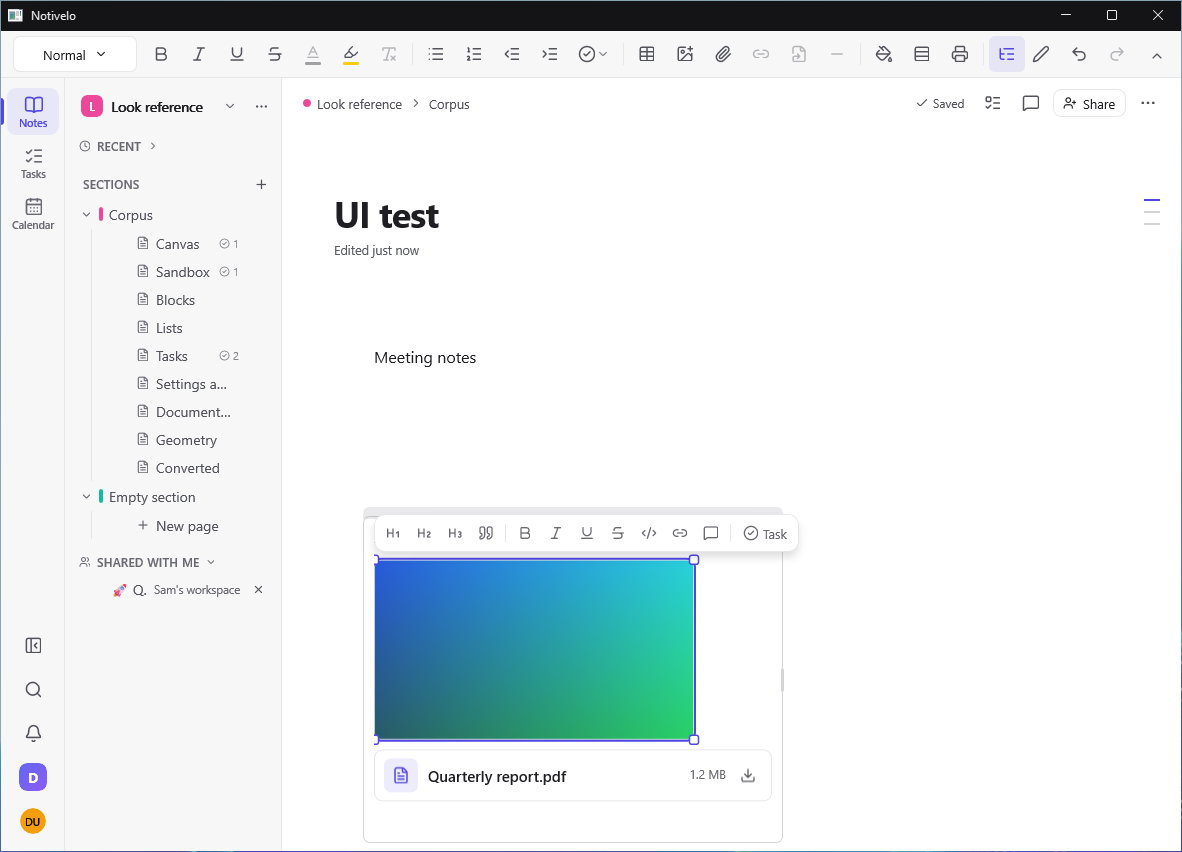 Notivelo
Normal
Notes
Tasks
Calendar
L Look reference
RECENT
SECTIONS
Corpus
Canvas 1
Sandbox 1
Blocks
Lists
Tasks 2
Settings a...
Document...
Geometry
Converted
Empty section
New page
SHARED WITH ME
Q. Sam's workspace
D
DU
Look reference > Corpus
Saved
Share
UI test
Edited just now
Meeting notes
H1 H2 H3 B I U S Task
Quarterly report.pdf 1.2 MB